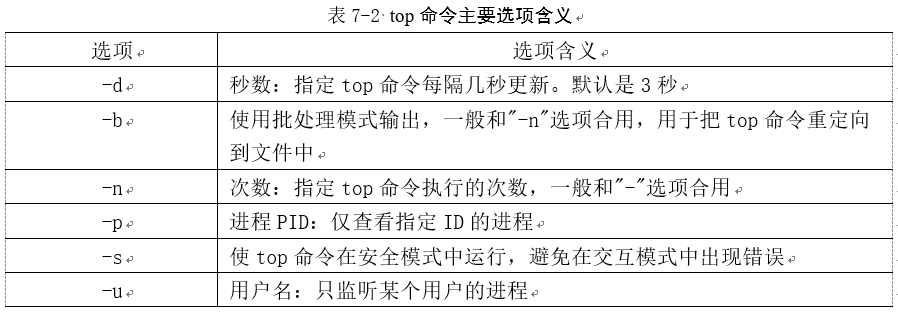 表 7-2 top 命令主要选项含义
选项 选项含义
-d 秒数：指定 top 命令每隔几秒更新。默认是 3 秒
-b 使用批处理模式输出，一般和"-n"选项合用，用于把 top 命令重定向
到文件中
-n 次数：指定 top 命令执行的次数，一般和"-"选项合用
-p 进程 PID：仅查看指定 ID 的进程
-s 使 top 命令在安全模式中运行，避免在交互模式中出现错误
-u 用户名：只监听某个用户的进程